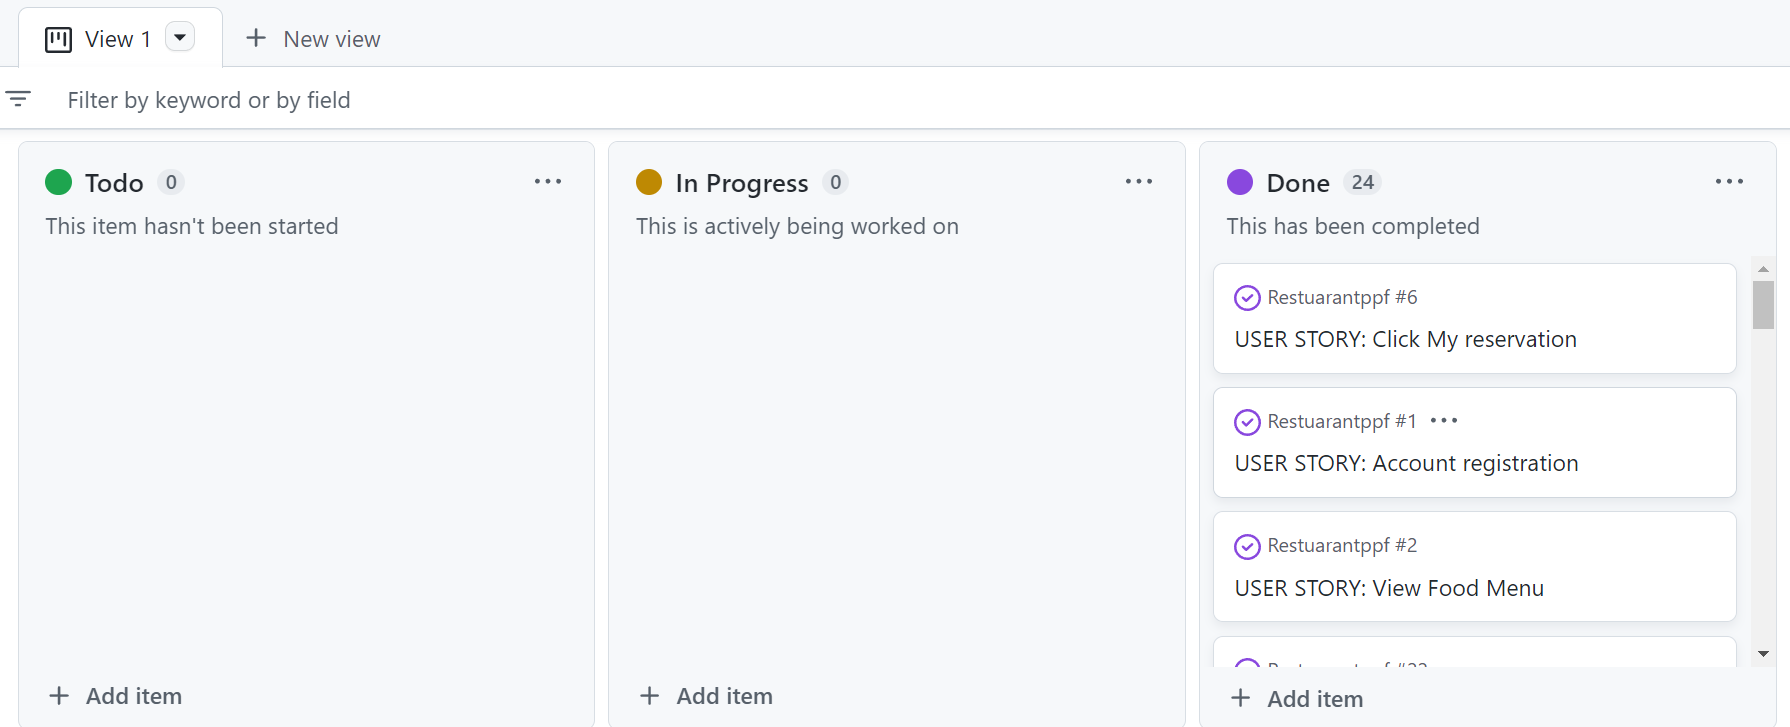 View 1
New view
Filter by keyword or by field
Todo 0
This item hasn't been started
Add item
In Progress 0
This is actively being worked on
Add item
Done 24
This has been completed
Restuarantppf #6
USER STORY: Click My reservation
Restuarantppf #1
USER STORY: Account registration
Restuarantppf #2
USER STORY: View Food Menu
Add item